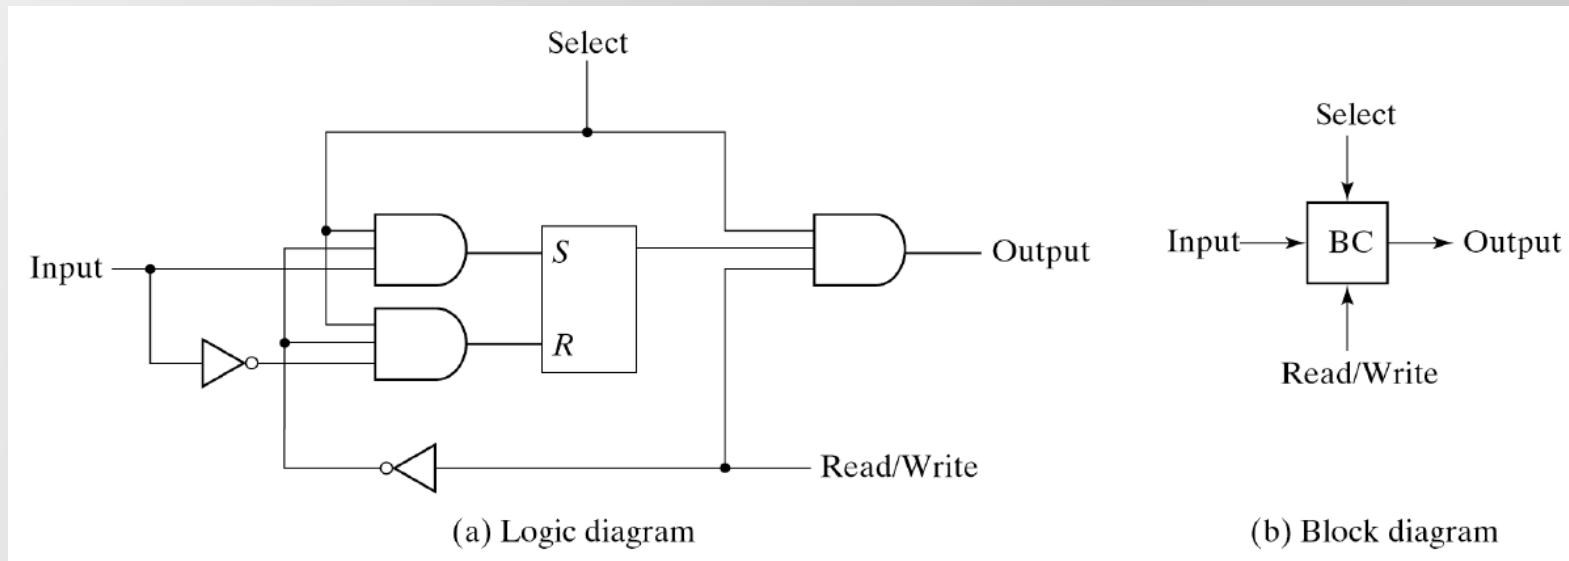 Select
Input
S
R
Output
Read/Write
(a) Logic diagram
Select
Input
BC
Output
Read/Write
(b) Block diagram